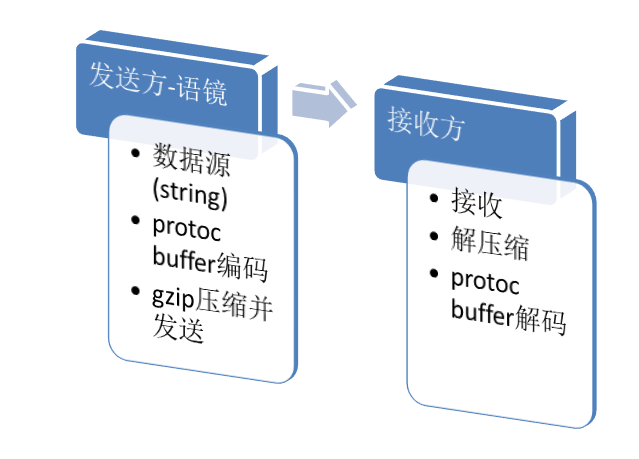 发送方-语镜
• 数据源
(string)
• protoc
buffer编码
• gzip压缩并
发送
接收方
• 接收
• 解压缩
• protoc
buffer解码